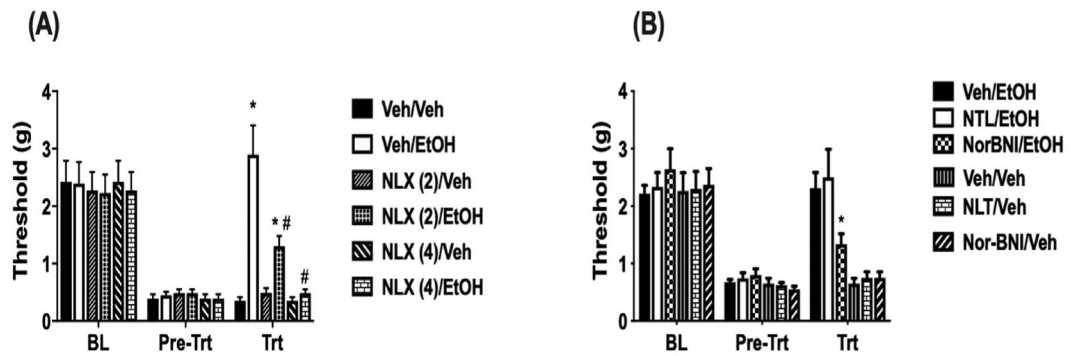 (A)
Threshold (g)
4
3
2
1
0
*
* #
#
BL
Pre-Trt
Trt
Veh/Veh
Veh/EtOH
NLX (2)/Veh
NLX (2)/EtOH
NLX (4)/Veh
NLX (4)/EtOH
(B)
Threshold (g)
4
3
2
1
0
*
BL
Pre-Trt
Trt
Veh/EtOH
NTL/EtOH
NorBNI/EtOH
Veh/Veh
NLT/Veh
Nor-BNI/Veh